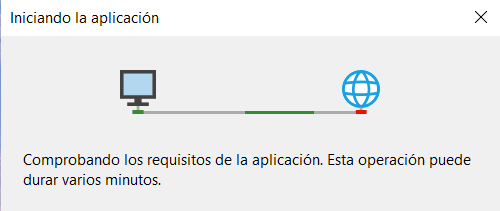 Iniciando la aplicación
Comprobando los requisitos de la aplicación. Esta operación puede
durar varios minutos.